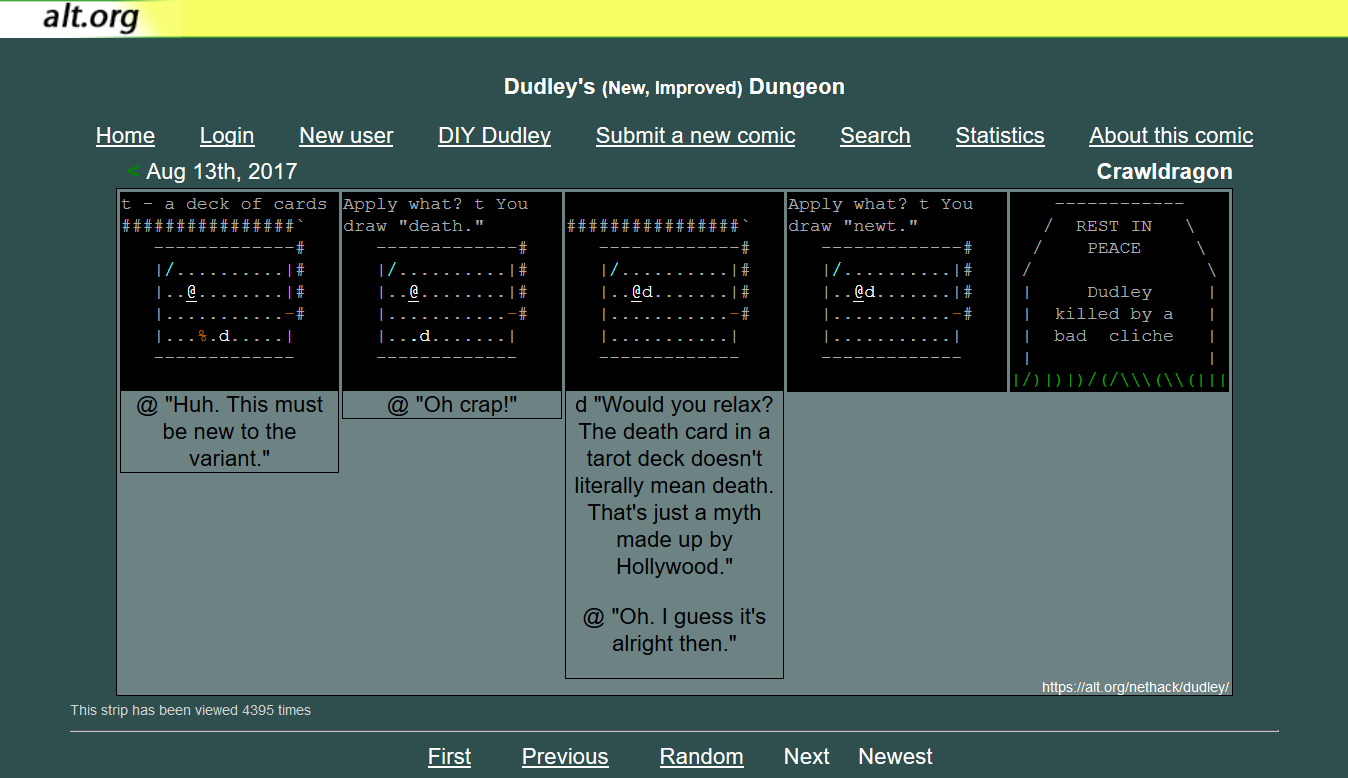 alt.org
Dudley's (New, Improved) Dungeon
Home Login New user DIY Dudley Submit a new comic Search Statistics About this comic
< Aug 13th, 2017 Crawldragon
t - a deck of cards
################`
-------------#
|/..........|#
|..@........|#
|...........-#
|...%.d.....|
-------------
@ "Huh. This must
be new to the
variant."
Apply what? t You
draw "death."
-------------#
|/..........|#
|..@........|#
|...........-#
|...d.......|
-------------
@ "Oh crap!"
################`
-------------#
|/..........|#
|..@d.......|#
|...........-#
|...........|
-------------
d "Would you relax?
The death card in a
tarot deck doesn't
literally mean death.
That's just a myth
made up by
Hollywood."
@ "Oh. I guess it's
alright then."
Apply what? t You
draw "newt."
-------------#
|/..........|#
|..@d.......|#
|...........-#
|...........|
-------------
------------
/ REST IN \
/ PEACE \
/ \
| Dudley |
| killed by a |
| bad cliche |
| |
|/)|)|)/(/\\\(\\(|||
https://alt.org/nethack/dudley/
This strip has been viewed 4395 times
First Previous Random Next Newest